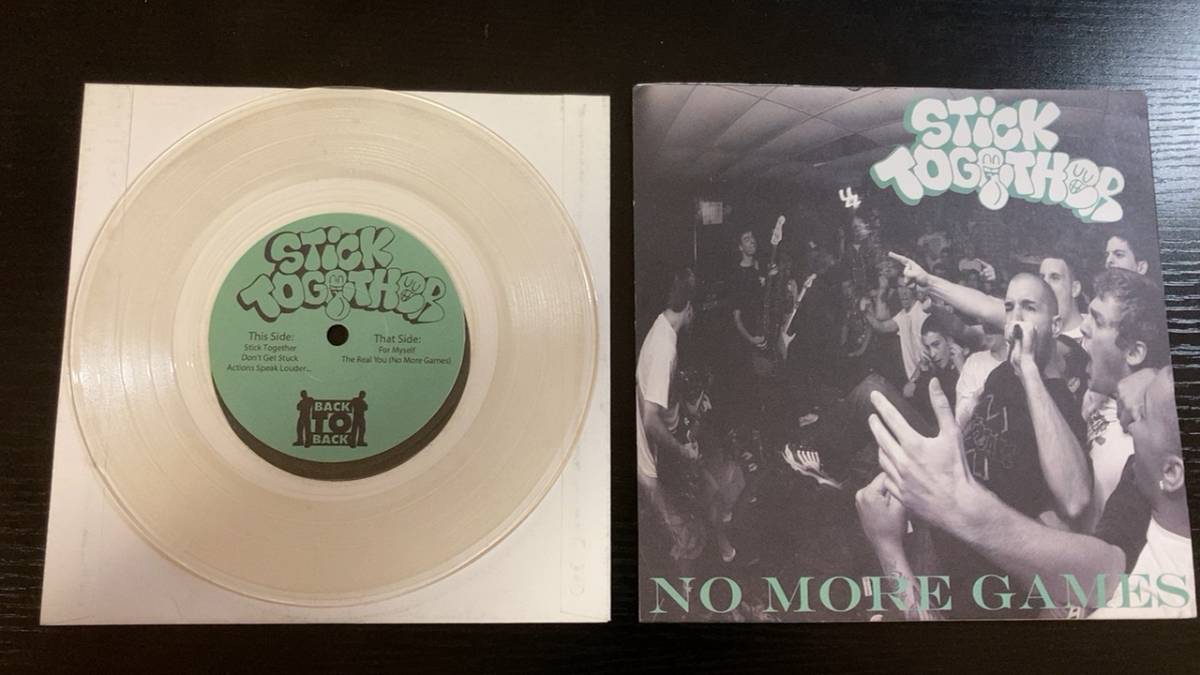 STiCK
TOGETHER
This Side:
Stick Together
Don't Get Stuck
Actions Speak Louder...
That Side:
For Myself
The Real You (No More Games)
BACK
TO
BACK
STiCK
TOGETHER
NO MORE GAMES